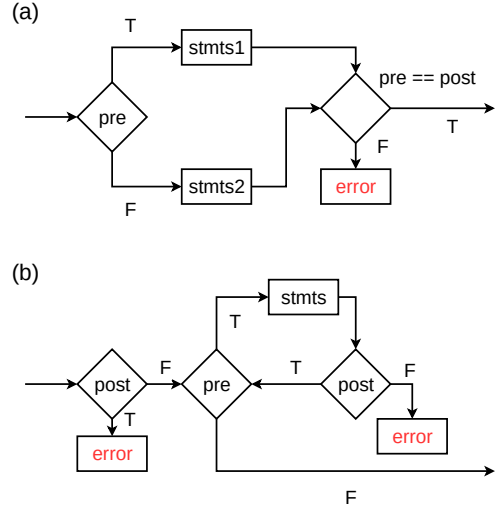 (a)
T
stmts1
pre == post
pre
T
F
stmts2
error
F
(b)
stmts
T
post
F
pre
T
post
F
T
error
error
F